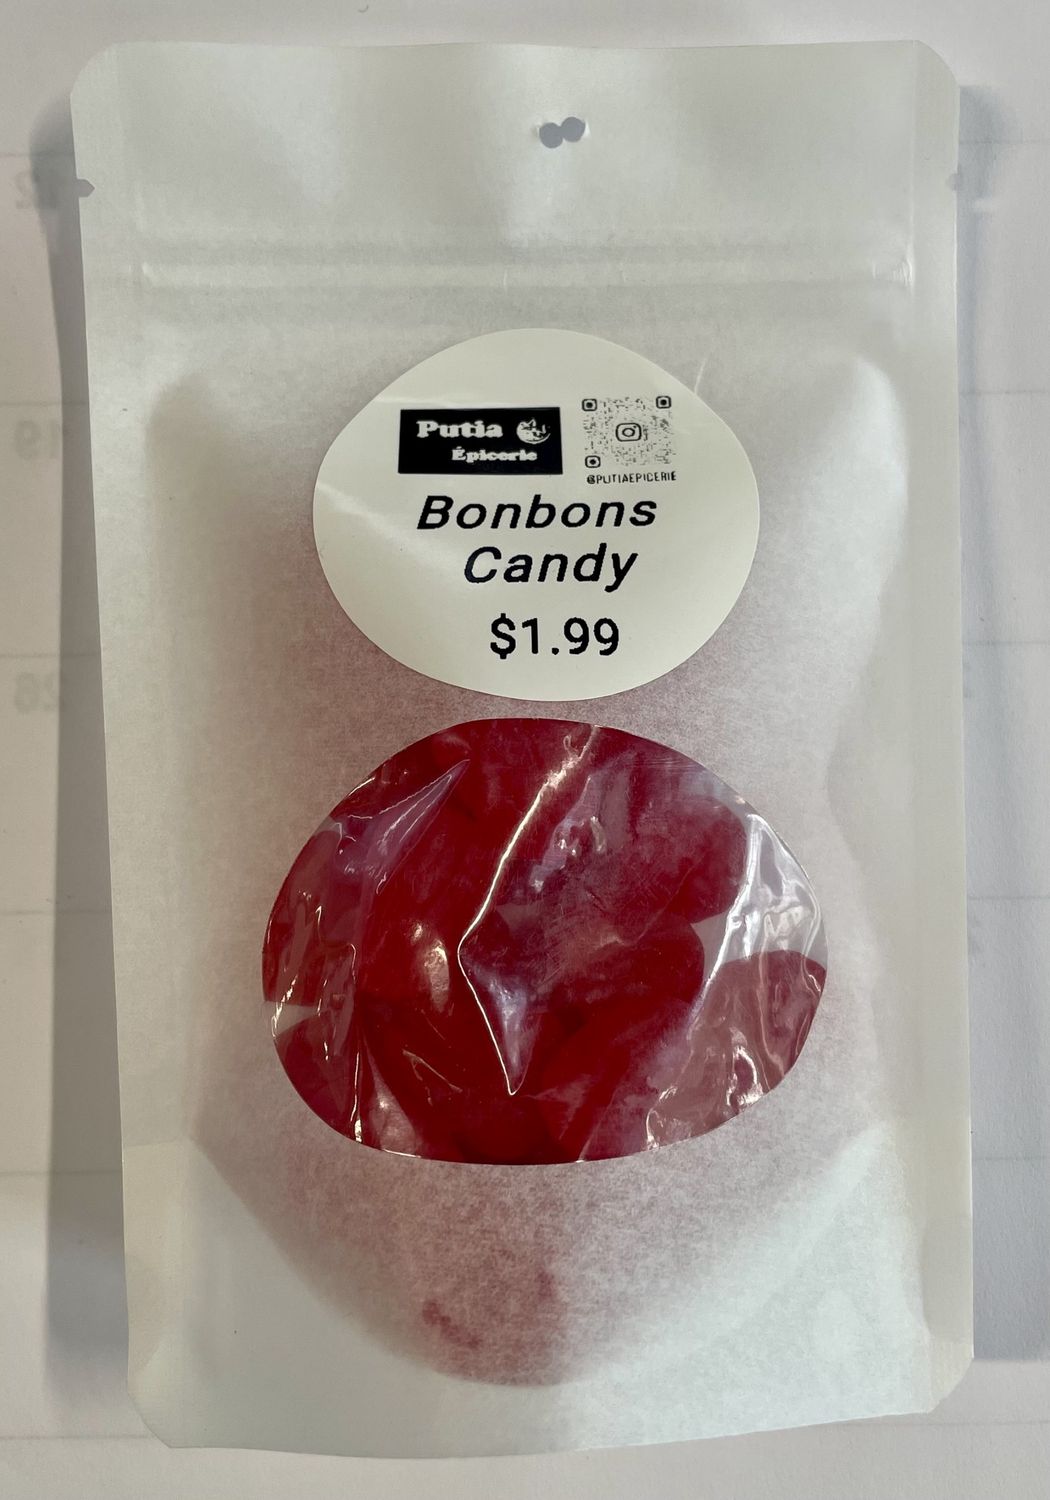 Putia
Épicerie
@PUTIAEPICERIE
Bonbons
Candy
$1.99